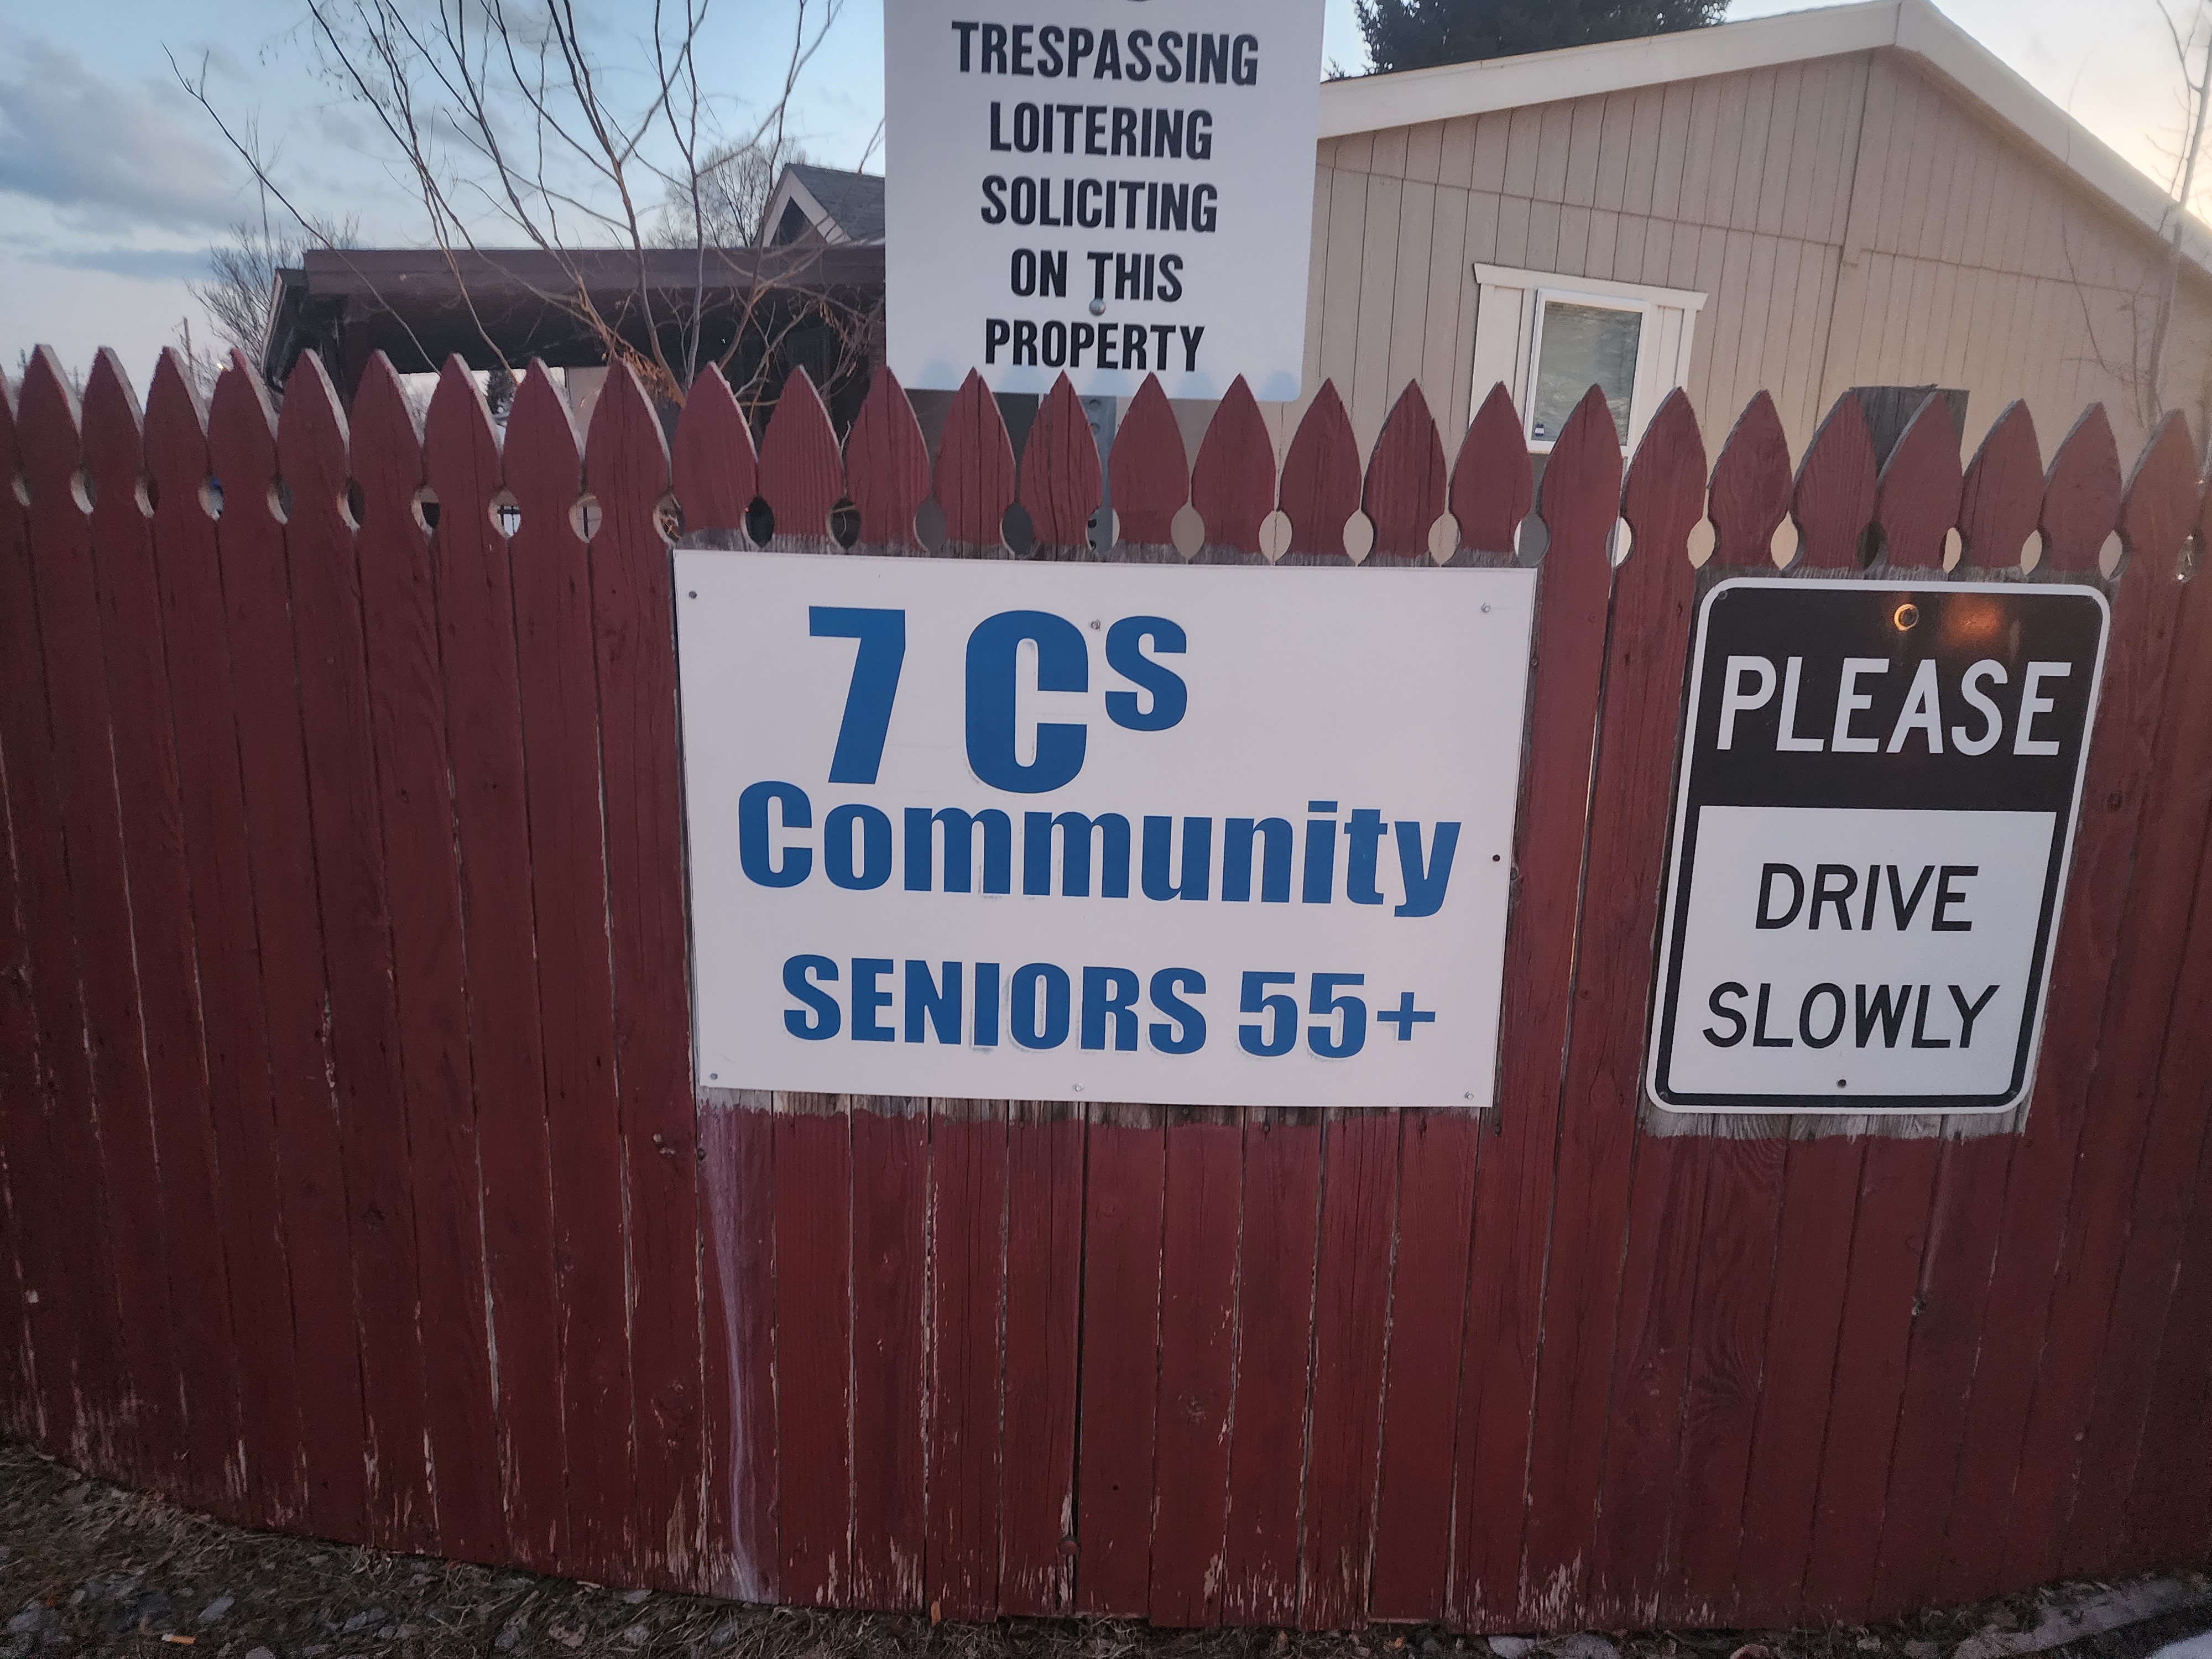 TRESPASSING
LOITERING
SOLICITING
ON THIS
PROPERTY
7 Cs
Community
SENIORS 55+
PLEASE
DRIVE
SLOWLY